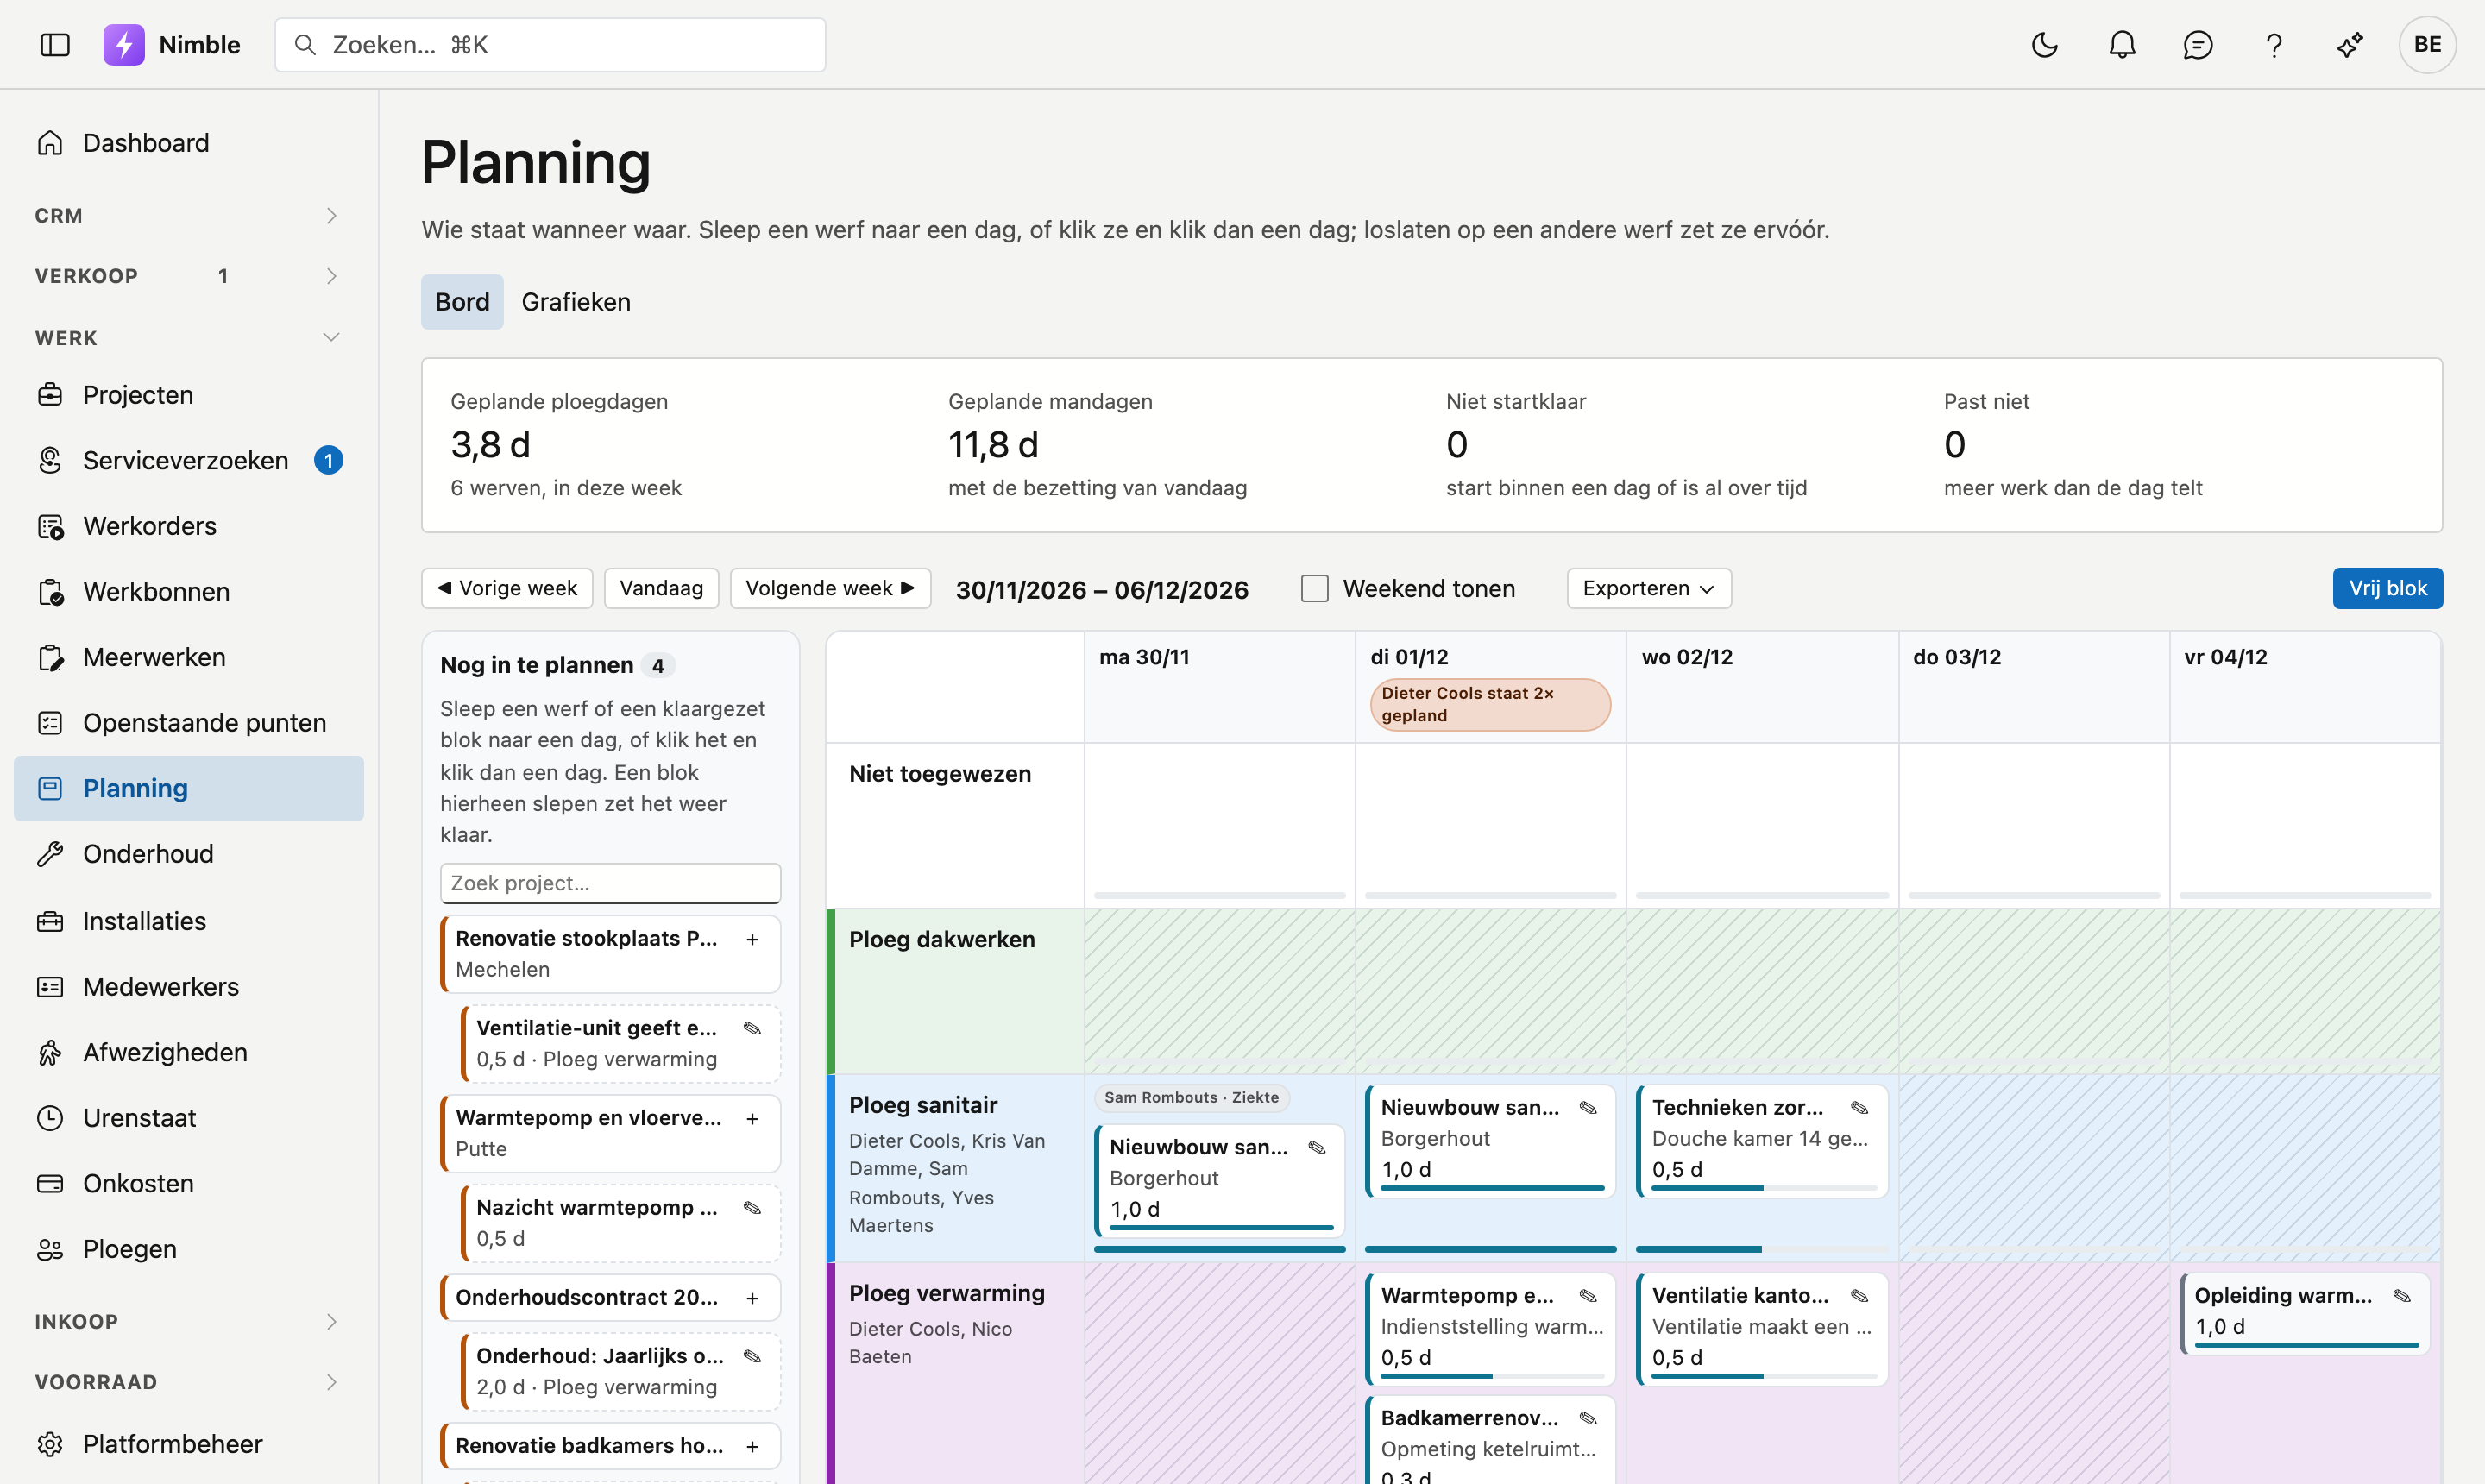 Nimble
Zoeken... ⌘K
BE
Dashboard
CRM
VERKOOP 1
WERK
Projecten
Serviceverzoeken 1
Werkorders
Werkbonnen
Meerwerken
Openstaande punten
Planning
Onderhoud
Installaties
Medewerkers
Afwezigheden
Urenstaat
Onkosten
Ploegen
INKOOP
VOORRAAD
Platformbeheer
Planning
Wie staat wanneer waar. Sleep een werf naar een dag, of klik ze en klik dan een dag; loslaten op een andere werf zet ze ervóór.
Bord Grafieken
Geplande ploegdagen
3,8 d
6 werven, in deze week
Geplande mandagen
11,8 d
met de bezetting van vandaag
Niet startklaar
0
start binnen een dag of is al over tijd
Past niet
0
meer werk dan de dag telt
◀ Vorige week Vandaag Volgende week ▶ 30/11/2026 – 06/12/2026 Weekend tonen Exporteren Vrij blok
Nog in te plannen 4
Sleep een werf of een klaargezet
blok naar een dag, of klik het en
klik dan een dag. Een blok
hierheen slepen zet het weer
klaar.
Zoek project...
Renovatie stookplaats P... +
Mechelen
Ventilatie-unit geeft e... ✎
0,5 d · Ploeg verwarming
Warmtepomp en vloerve... +
Putte
Nazicht warmtepomp ... ✎
0,5 d
Onderhoudscontract 20... +
Onderhoud: Jaarlijks o... ✎
2,0 d · Ploeg verwarming
Renovatie badkamers ho... +
ma 30/11
di 01/12
Dieter Cools staat 2×
gepland
wo 02/12
do 03/12
vr 04/12
Niet toegewezen
Ploeg dakwerken
Ploeg sanitair
Dieter Cools, Kris Van
Damme, Sam
Rombouts, Yves
Maertens
Sam Rombouts · Ziekte
Nieuwbouw san... ✎
Borgerhout
1,0 d
Nieuwbouw san... ✎
Borgerhout
1,0 d
Technieken zor... ✎
Douche kamer 14 ge...
0,5 d
Ploeg verwarming
Dieter Cools, Nico
Baeten
Warmtepomp e... ✎
Indienststelling warm...
0,5 d
Badkamerrenov... ✎
Opmeting ketelruimt...
0,3 d
Ventilatie kanto... ✎
Ventilatie maakt een ...
0,5 d
Opleiding warm... ✎
1,0 d